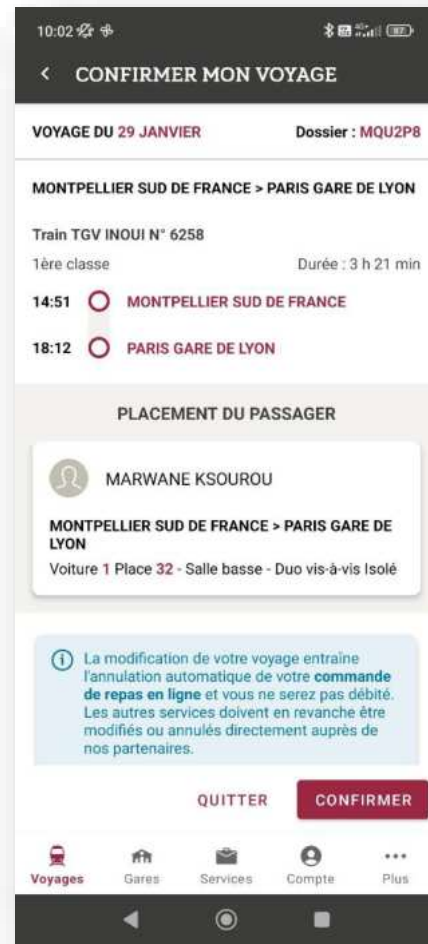 10:02
CONFIRMER MON VOYAGE
VOYAGE DU 29 JANVIER Dossier : MQU2P8
MONTPELLIER SUD DE FRANCE > PARIS GARE DE LYON
Train TGV INOUI N° 6258
1ère classe Durée : 3 h 21 min
14:51 MONTPELLIER SUD DE FRANCE
18:12 PARIS GARE DE LYON
PLACEMENT DU PASSAGER
MARWANE KSOUROU
MONTPELLIER SUD DE FRANCE > PARIS GARE DE
LYON
Voiture 1 Place 32 - Salle basse - Duo vis-à-vis Isolé
La modification de votre voyage entraîne
l'annulation automatique de votre commande
de repas en ligne et vous ne serez pas débité.
Les autres services doivent en revanche être
modifiés ou annulés directement auprès de
nos partenaires.
QUITTER CONFIRMER
Voyages Gares Services Compte Plus